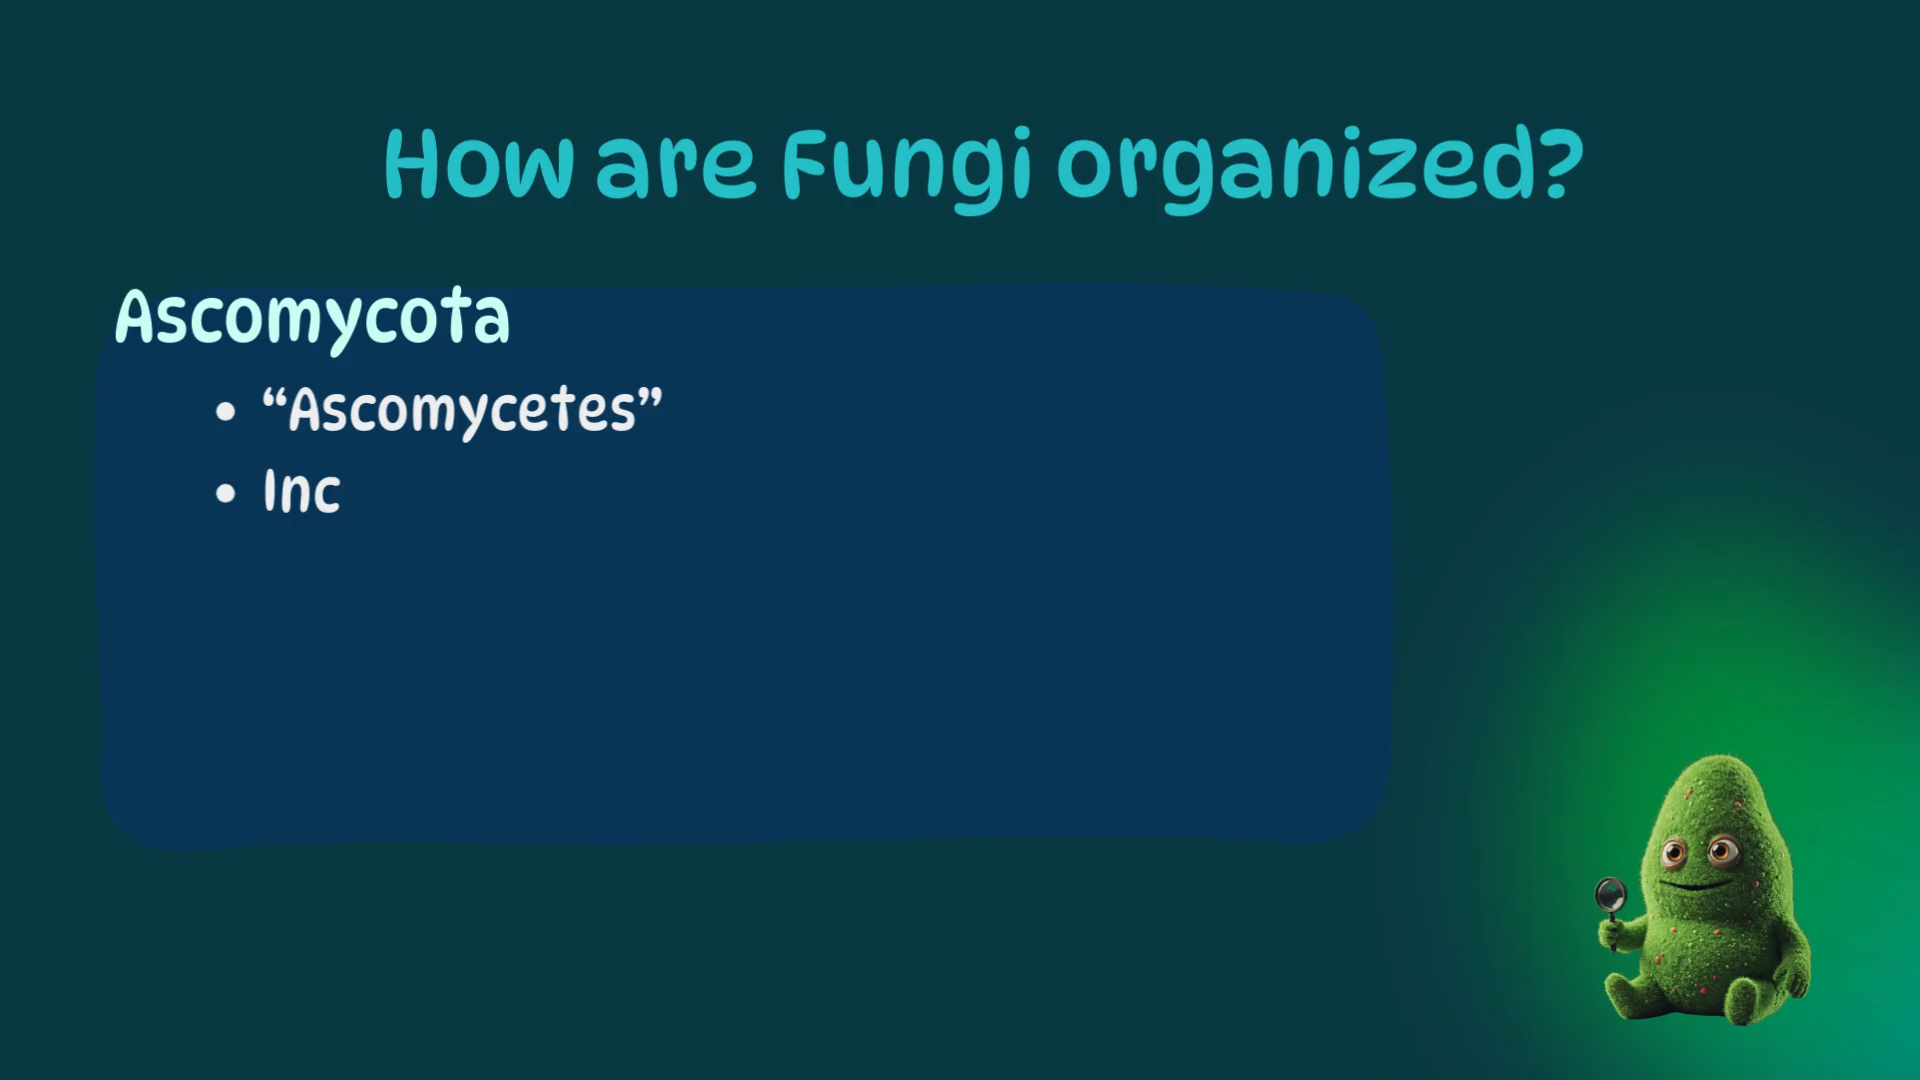 How are Fungi organized?
Ascomycota
• “Ascomycetes”
• Inc